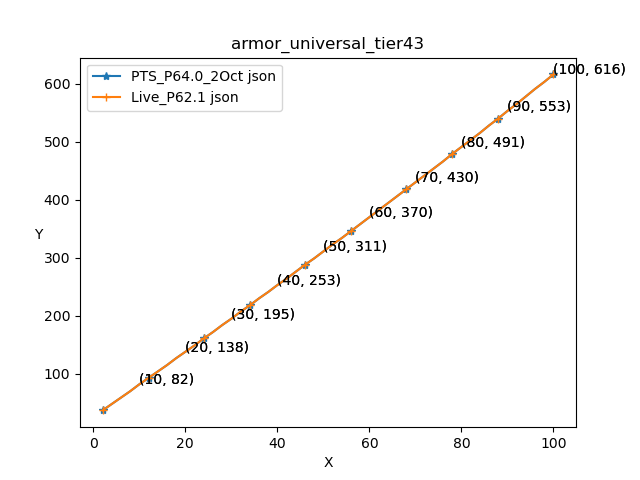 armor_universal_tier43
PTS_P64.0_2Oct json
Live_P62.1 json
(100, 616)
(90, 553)
(80, 491)
(70, 430)
(60, 370)
(50, 311)
(40, 253)
(30, 195)
(20, 138)
(10, 82)
600
500
400
300
200
100
Y
0 20 40 60 80 100
X